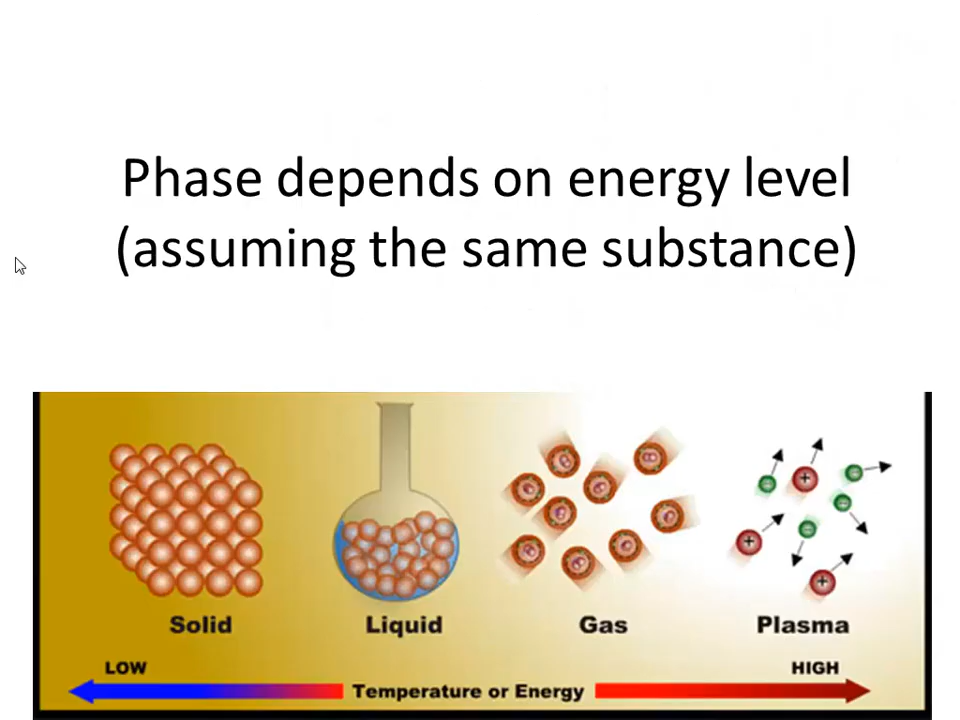 Phase depends on energy level
(assuming the same substance)
Solid
Liquid
Gas
Plasma
LOW
HIGH
Temperature or Energy